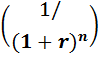 (1/
(1 + r)ⁿ)